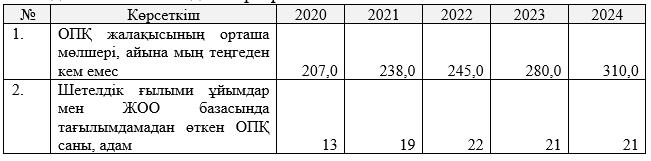 № Көрсеткіш 2020 2021 2022 2023 2024
1. ОПҚ жалақысының орташа
мөлшері, айына мың теңгеден
кем емес 207,0 238,0 245,0 280,0 310,0
2. Шетелдік ғылыми ұйымдар
мен ЖОО базасында
тағылымдамадан өткен ОПҚ
саны, адам 13 19 22 21 21